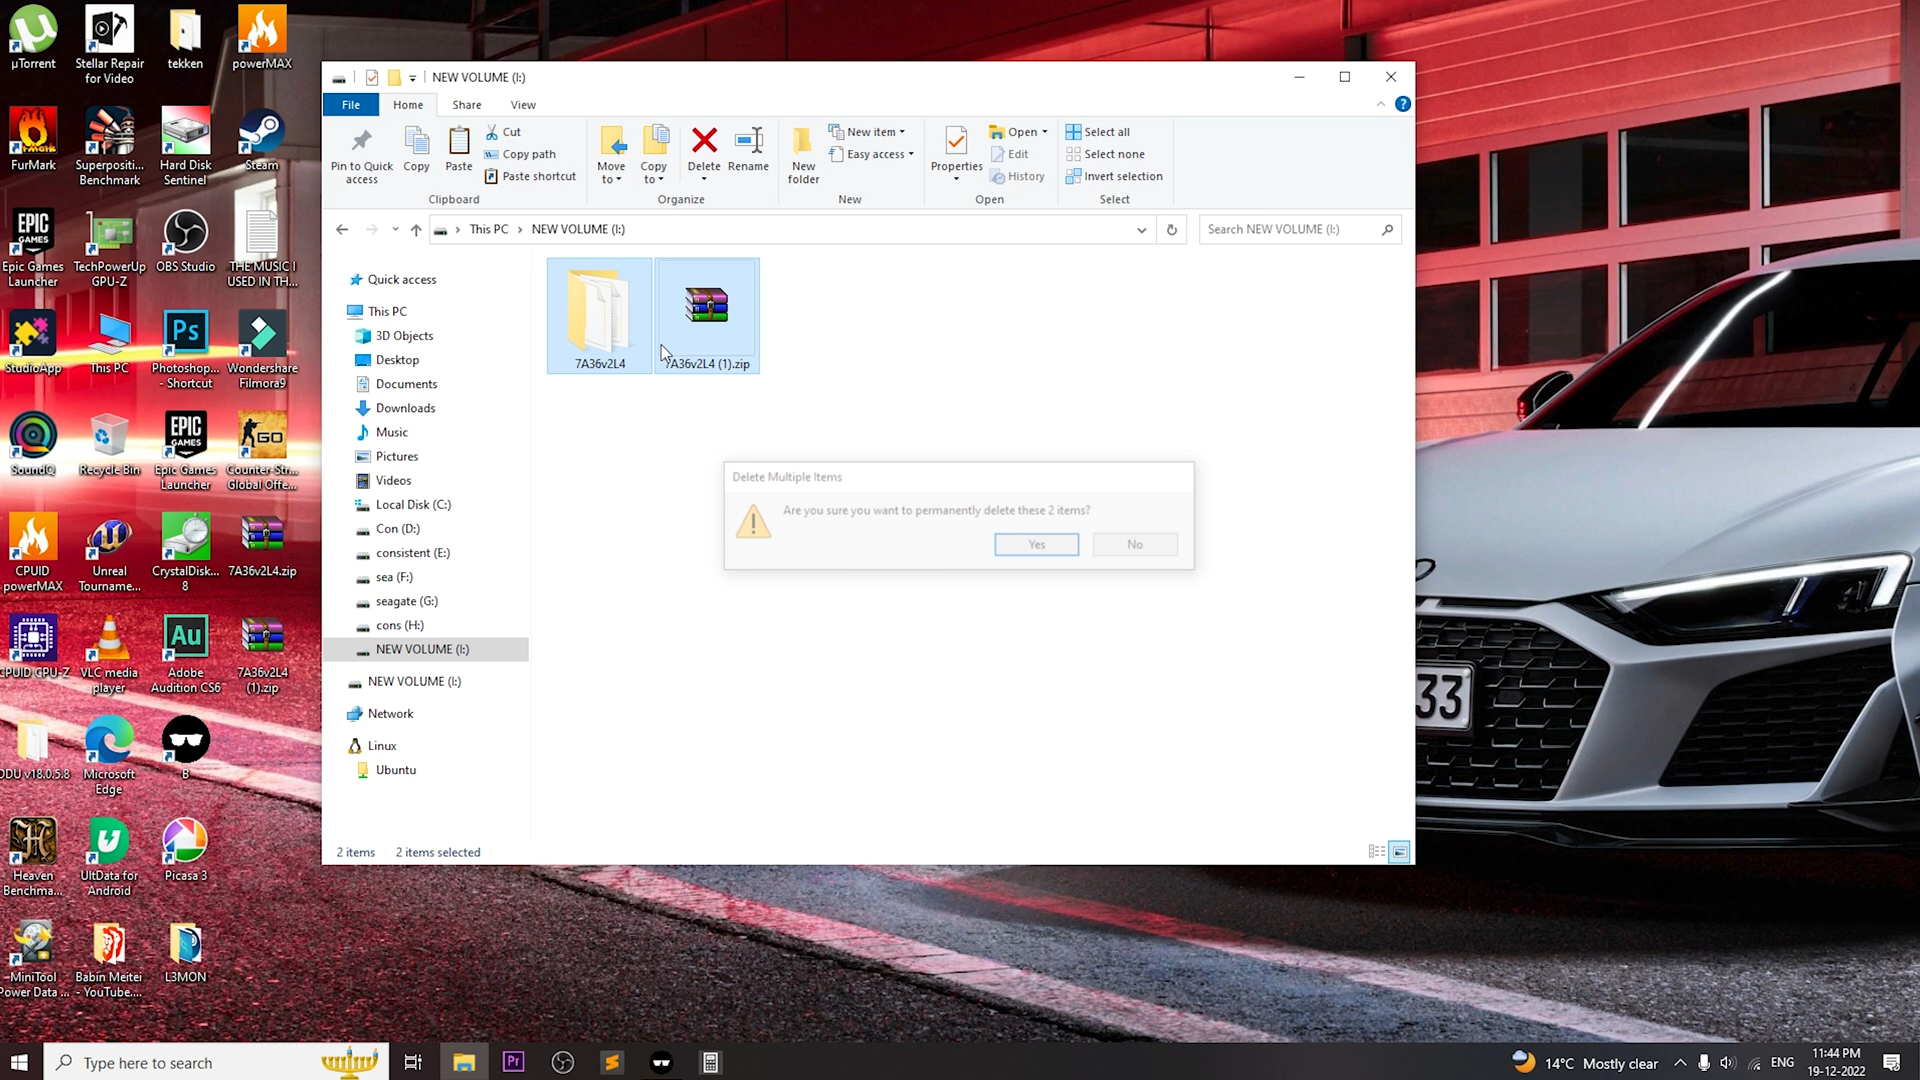 µTorrent
Stellar Repair
for Video
tekken
powerMAX
FurMark
Superpositi...
Benchmark
Hard Disk
Sentinel
Steam
EPIC
GAMES
Epic Games
Launcher
TechPowerUp
GPU-Z
OBS Studio
THE MUSIC I
USED IN TH...
StudioApp
This PC
Ps
Photoshop...
- Shortcut
Wondershare
Filmora9
SoundQ
Recycle Bin
EPIC
GAMES
Epic Games
Launcher
GO
Counter-Str...
Global Offe...
CPUID
powerMAX
Unreal
Tourname...
CrystalDisk...
8
7A36v2L4.zip
CPUID CPU-Z
VLC media
player
Au
Adobe
Audition CS6
7A36v2L4
(1).zip
DDU v18.0.5.8
Microsoft
Edge
B
Heaven
Benchma...
UltData for
Android
Picasa 3
MiniTool
Power Data ...
Babin Meitei
- YouTube....
L3MON
NEW VOLUME (I:)
File
Home
Share
View
Pin to Quick
access
Copy
Paste
Cut
Copy path
Paste shortcut
Clipboard
Move
to
Copy
to
Delete
Rename
Organize
New
folder
New item
Easy access
New
Properties
Open
Edit
History
Open
Select all
Select none
Invert selection
Select
This PC
NEW VOLUME (I:)
Search NEW VOLUME (I:)
Quick access
This PC
3D Objects
Desktop
Documents
Downloads
Music
Pictures
Videos
Local Disk (C:)
Con (D:)
consistent (E:)
sea (F:)
seagate (G:)
cons (H:)
NEW VOLUME (I:)
NEW VOLUME (I:)
Network
Linux
Ubuntu
7A36v2L4
7A36v2L4 (1).zip
Delete Multiple Items
Are you sure you want to permanently delete these 2 items?
Yes
No
2 items
2 items selected
33
Type here to search
Pr
14°C Mostly clear
ENG
11:44 PM
19-12-2022